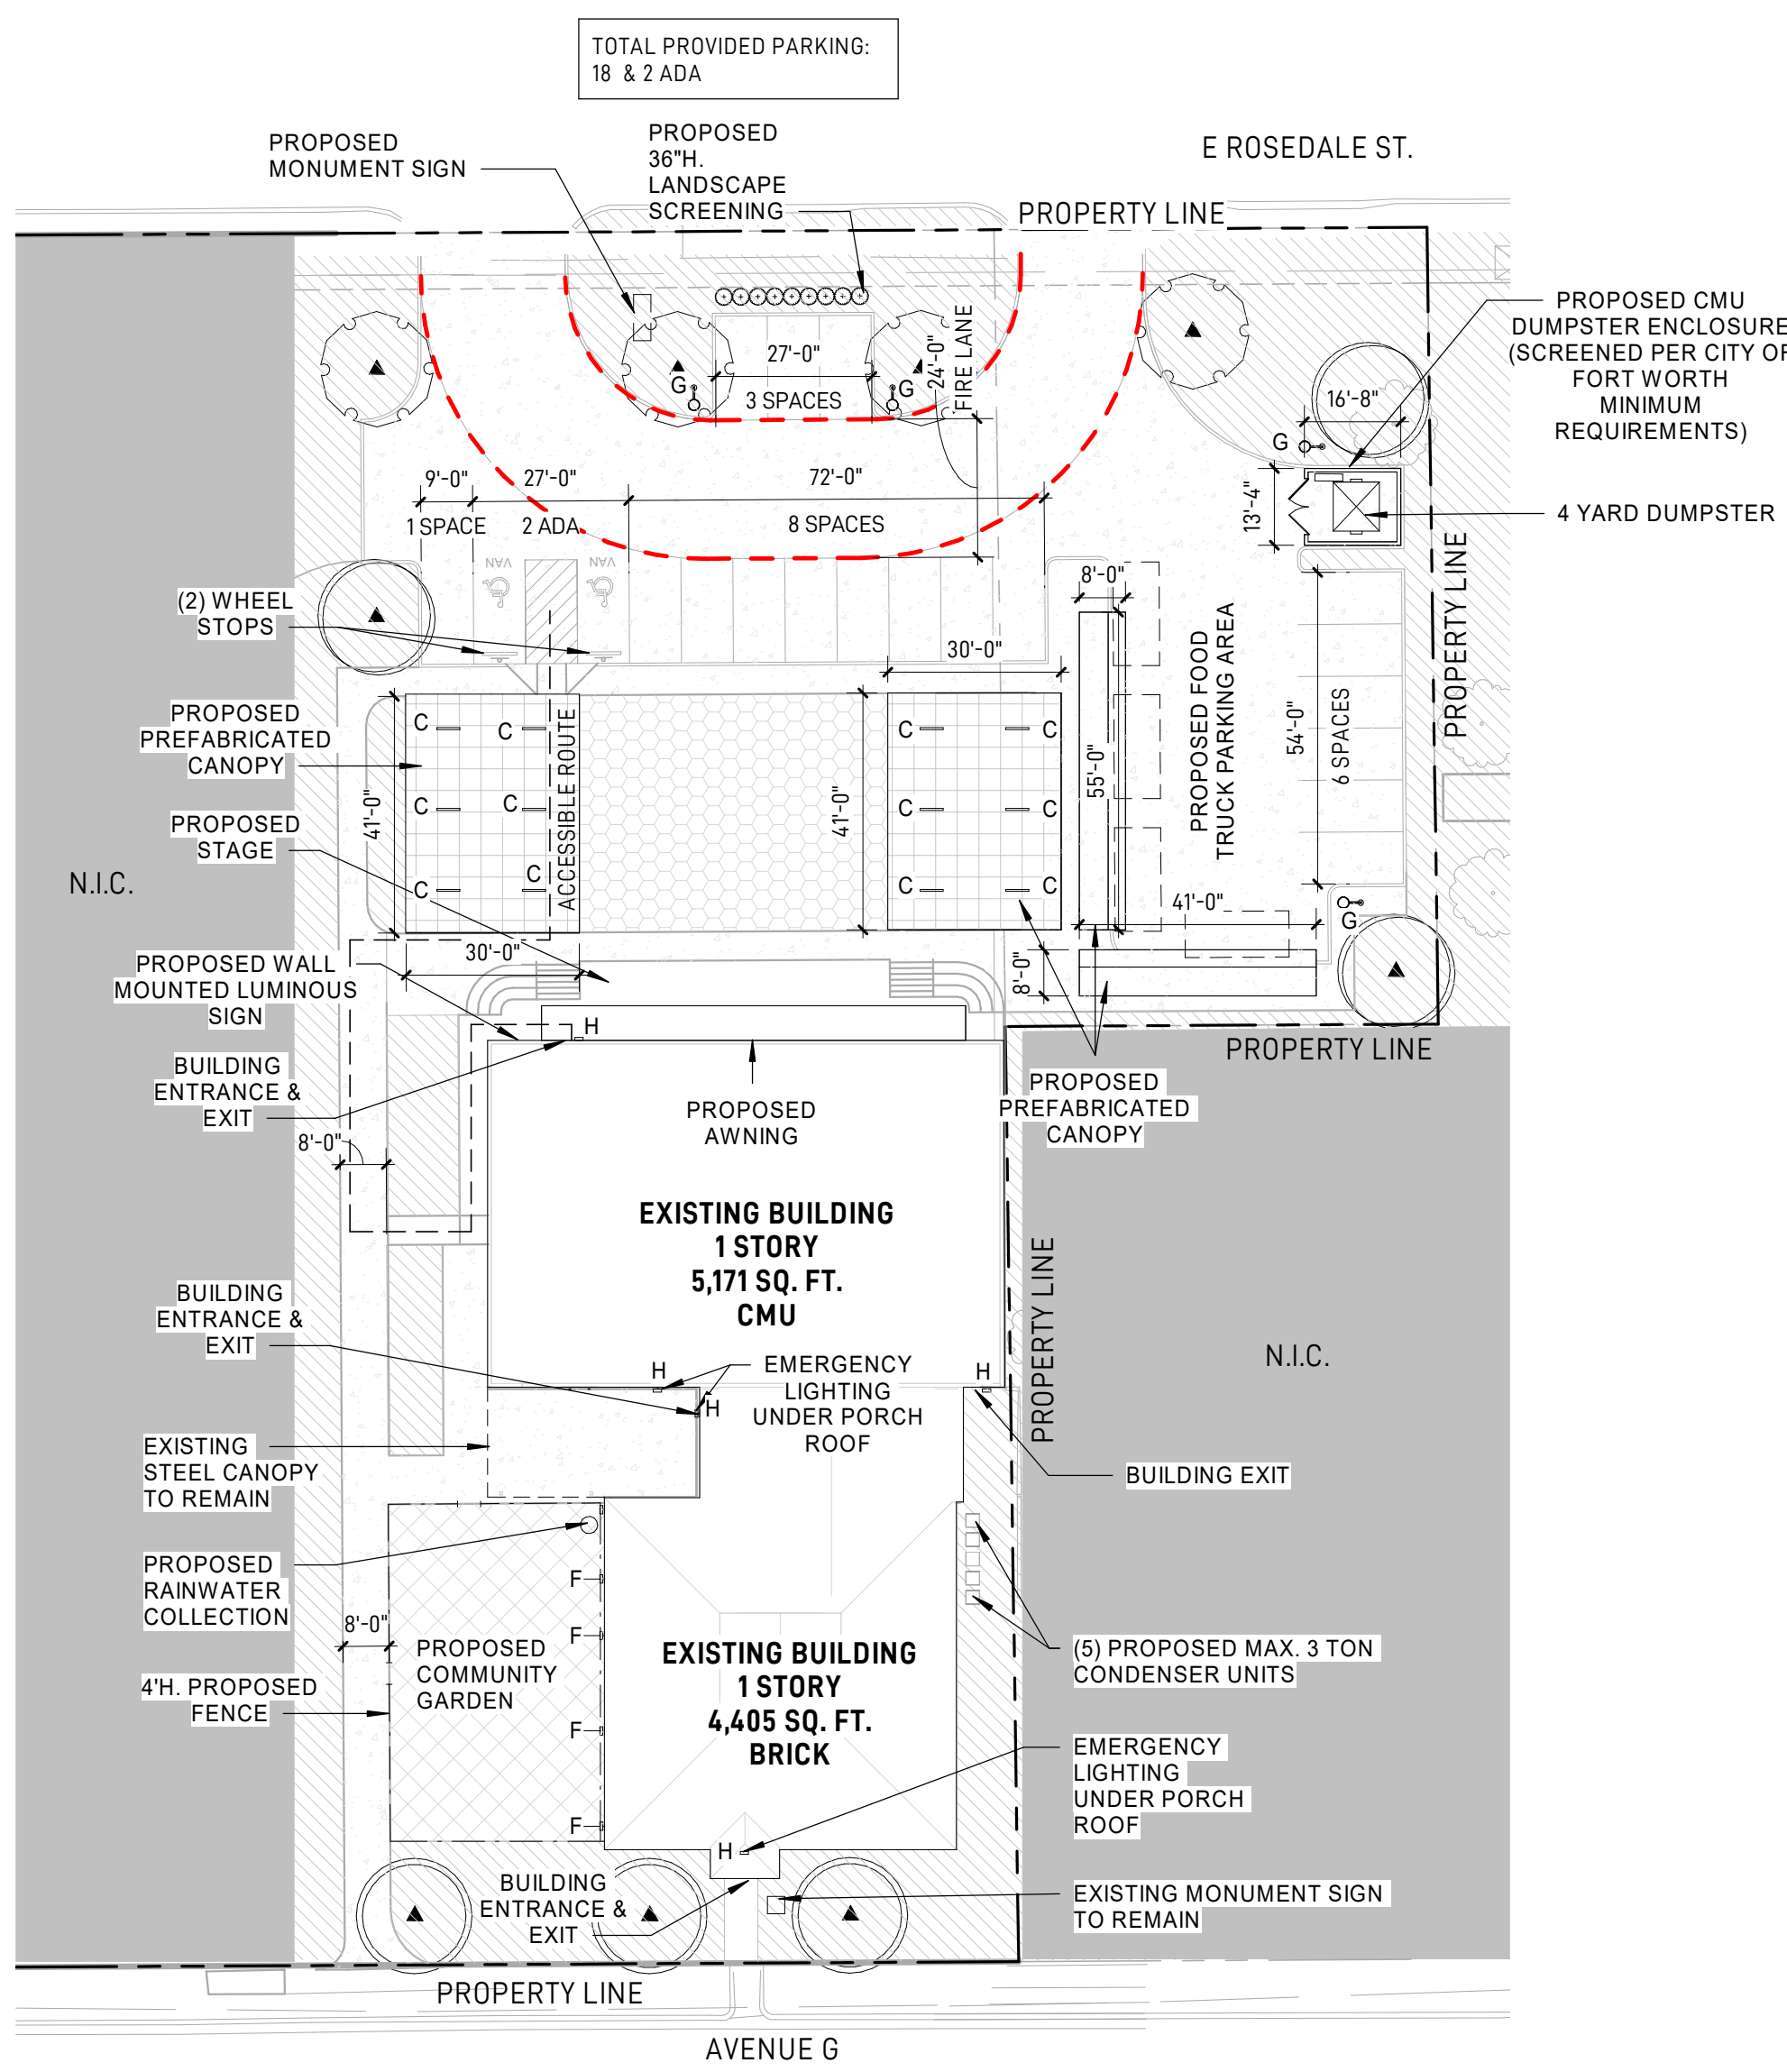 TOTAL PROVIDED PARKING:
18 & 2 ADA
PROPOSED
MONUMENT SIGN
PROPOSED
36"H.
LANDSCAPE
SCREENING
E ROSEDALE ST.
PROPERTY LINE
PROPOSED CMU
DUMPSTER ENCLOSURE
(SCREENED PER CITY OF
FORT WORTH
MINIMUM
REQUIREMENTS)
27'-0"
3 SPACES
G
G
24'-0"
FIRE LANE
16'-8"
G
13'-4"
4 YARD DUMPSTER
9'-0"
27'-0"
72'-0"
1 SPACE
2 ADA
8 SPACES
VAN
VAN
(2) WHEEL
STOPS
8'-0"
30'-0"
PROPERTY LINE
PROPOSED FOOD
TRUCK PARKING AREA
54'-0"
6 SPACES
55'-0"
PROPOSED
PREFABRICATED
CANOPY
C
C
C
C
C
C
ACCESSIBLE ROUTE
41'-0"
41'-0"
C
C
C
C
C
C
PROPOSED
STAGE
N.I.C.
41'-0"
G
30'-0"
8'-0"
PROPOSED WALL
MOUNTED LUMINOUS
SIGN
H
PROPERTY LINE
BUILDING
ENTRANCE &
EXIT
PROPOSED
AWNING
PROPOSED
PREFABRICATED
CANOPY
8'-0"
EXISTING BUILDING
1 STORY
5,171 SQ. FT.
CMU
PROPERTY LINE
N.I.C.
BUILDING
ENTRANCE &
EXIT
H
H
EMERGENCY
LIGHTING
UNDER PORCH
ROOF
H
BUILDING EXIT
EXISTING
STEEL CANOPY
TO REMAIN
PROPOSED
RAINWATER
COLLECTION
F
F
F
F
8'-0"
PROPOSED
COMMUNITY
GARDEN
4'H. PROPOSED
FENCE
EXISTING BUILDING
1 STORY
4,405 SQ. FT.
BRICK
(5) PROPOSED MAX. 3 TON
CONDENSER UNITS
EMERGENCY
LIGHTING
UNDER PORCH
ROOF
H
BUILDING
ENTRANCE &
EXIT
EXISTING MONUMENT SIGN
TO REMAIN
PROPERTY LINE
AVENUE G